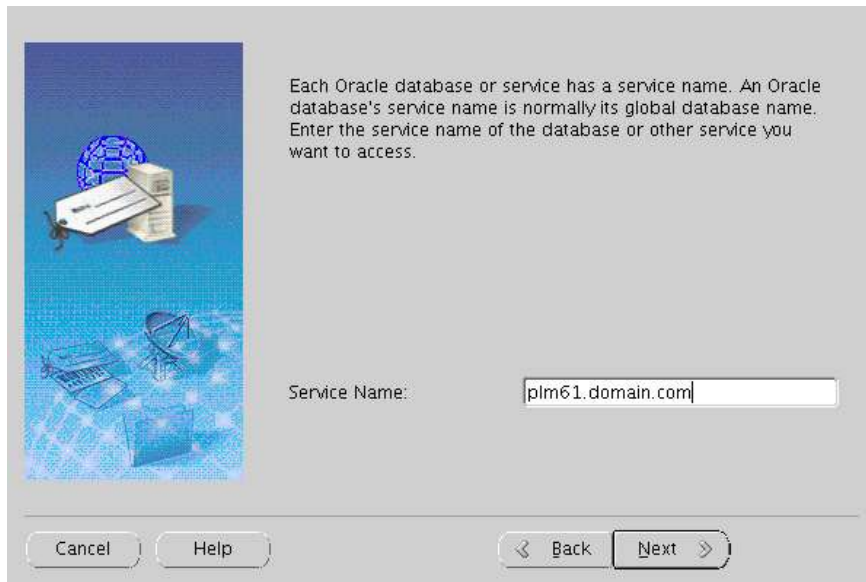 Each Oracle database or service has a service name. An Oracle
database's service name is normally its global database name.
Enter the service name of the database or other service you
want to access.
Service Name:
plm61.domain.com
Cancel
Help
Back
Next